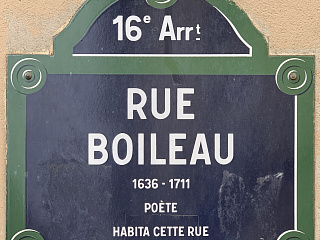 16e Arrt
RUE
BOILEAU
1636 - 1711
POÈTE
HABITA CETTE RUE